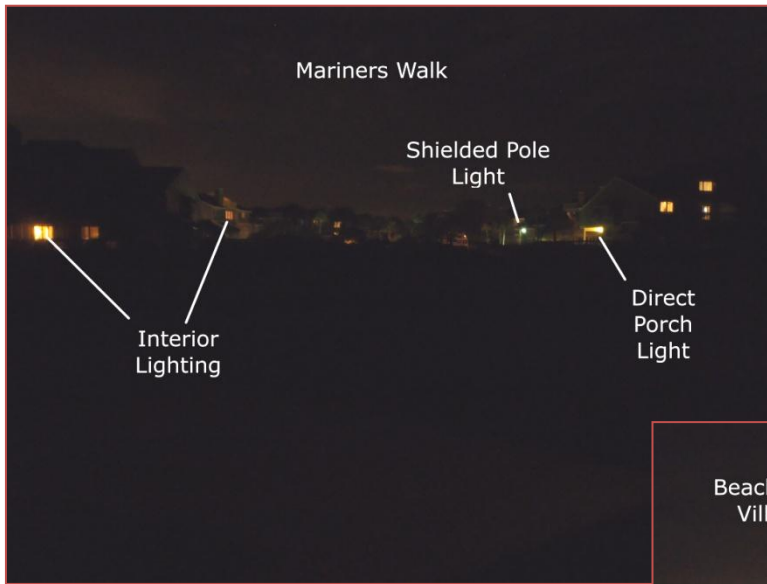 Mariners Walk
Shielded Pole
Light
Direct
Porch
Light
Interior
Lighting